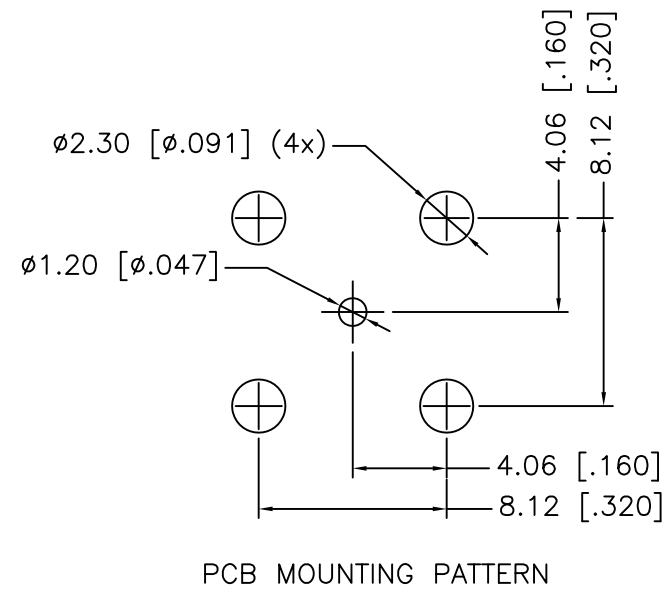 4.06 [.160]
8.12 [.320]
ø2.30 [ø.091] (4x)
ø1.20 [ø.047]
4.06 [.160]
8.12 [.320]
PCB MOUNTING PATTERN